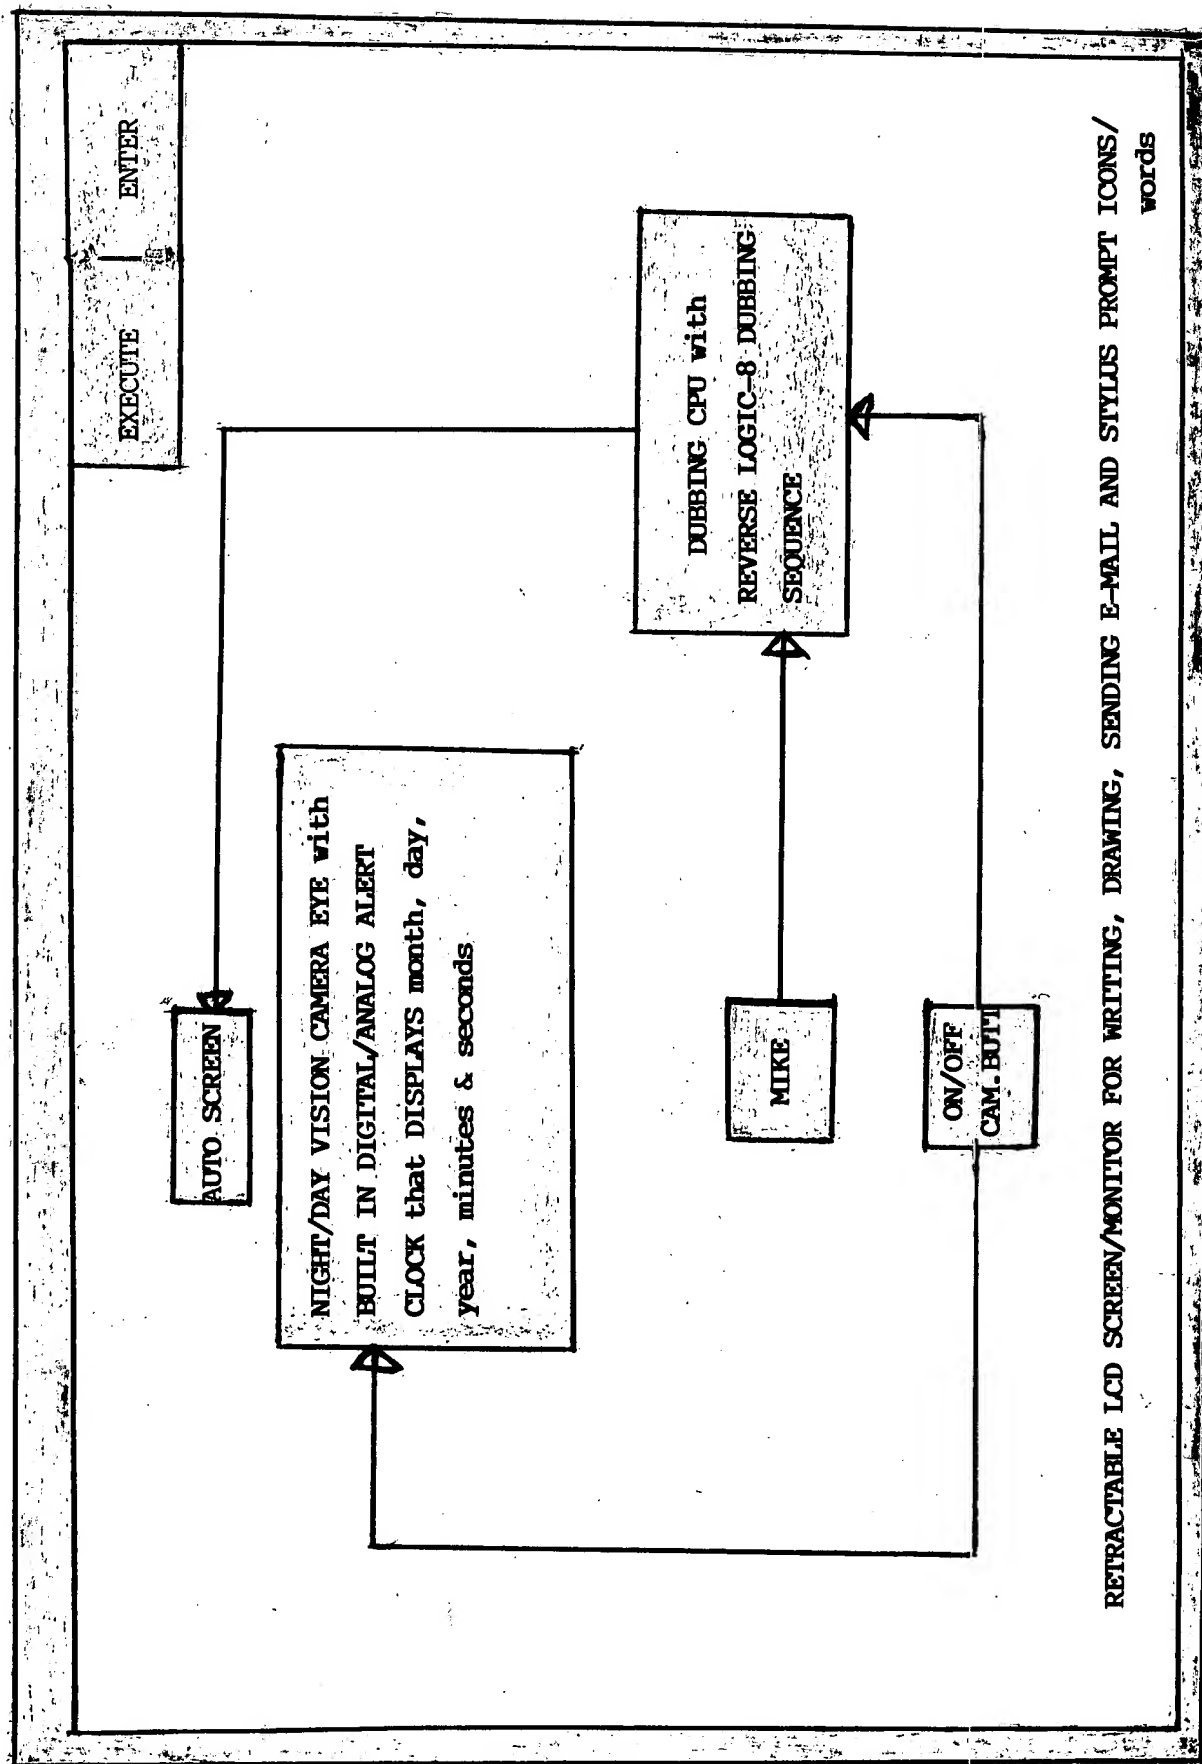 EXECUTE | ENTER
AUTO SCREEN
NIGHT/DAY VISION CAMERA EYE with
BUILT IN DIGITAL/ANALOG ALERT
CLOCK that DISPLAYS month, day,
year, minutes & seconds
DUBBING CPU with
REVERSE LOGIC-8 DUBBING
SEQUENCE
MIKE
ON/OFF
CAM.BUTT
RETRACTABLE LCD SCREEN/MONITOR FOR WRITING, DRAWING, SENDING E-MAIL AND STYLUS PROMPT ICONS/
words